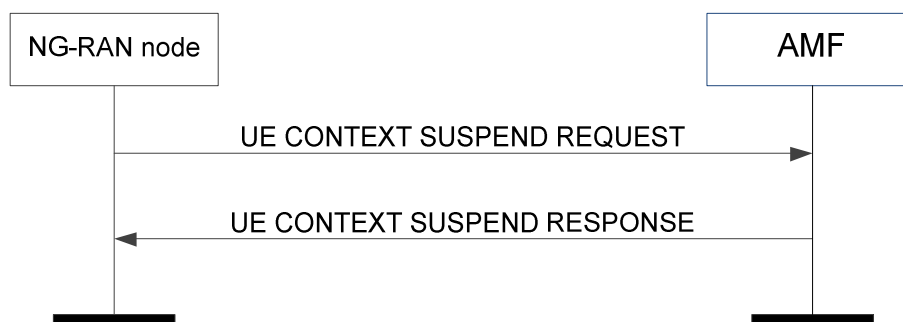 NG-RAN node
AMF
UE CONTEXT SUSPEND REQUEST
UE CONTEXT SUSPEND RESPONSE